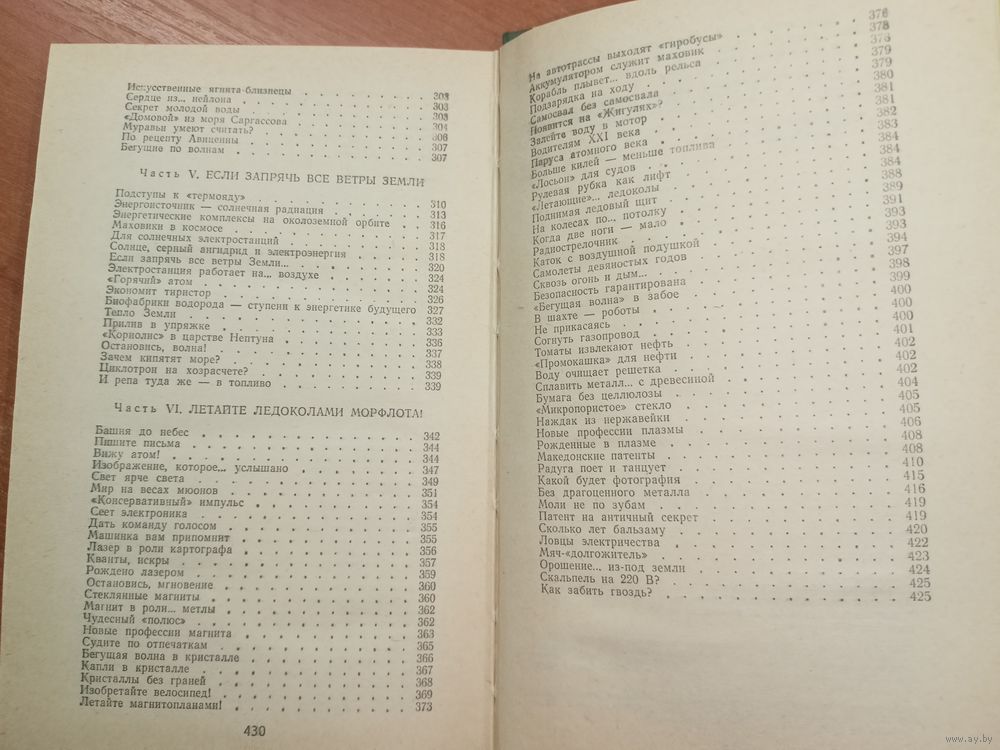 Искусственные ягнята-близнецы 303
Сердце из... нейлона 303
Секрет молодой воды 303
«Домовой» из моря Саргассова 304
Муравьи умеют считать? 306
По рецепту Авиценны 307
Бегущие по волнам 307
Часть V. ЕСЛИ ЗАПРЯЧЬ ВСЕ ВЕТРЫ ЗЕМЛИ
Подступы к «термояду» 310
Энергоисточник — солнечная радиация 313
Энергетические комплексы на околоземной орбите 316
Маховики в космосе 317
Для солнечных электростанций 318
Солнце, серный ангидрид и электроэнергия 318
Если запрячь все ветры Земли... 320
Электростанция работает на... воздухе 324
«Горячий» атом 324
Экономит тиристор 326
Биофабрики водорода — ступени к энергетике будущего 327
Тепло Земли 332
Прилив в упряжке 333
«Кориолис» в царстве Нептуна 336
Остановись, волна! 337
Зачем кипятят море? 338
Циклотрон на хозрасчете? 339
И репа туда же — в топливо 339
Часть VI. ЛЕТАЙТЕ ЛЕДОКОЛАМИ МОРФЛОТА!
Башня до небес 342
Пишите письма 344
Вижу атом! 344
Изображение, которое... услышано 347
Свет ярче света 349
Мир на весах мюонов 351
«Консервативный» импульс 354
Сеет электроника 354
Дать команду голосом 355
Машинка вам припомнит 355
Лазер в роли картографа 356
Кванты, искры 357
Рождено лазером 359
Остановись, мгновение 360
Стеклянные магниты 360
Магнит в роли... метлы 362
Чудесный «полюс» 362
Новые профессии магнита 363
Судите по отпечаткам 365
Бегущая волна в кристалле 366
Капли в кристалле 367
Кристаллы без граней 368
Изобретайте велосипед! 369
Летайте магнитопланами! 373
430
На автотрассы выходят «гиробусы» 376
Аккумулятором служит маховик 378
Корабль плывет... вдоль рельса 378
Подзарядка на ходу 379
Самосвал без самосвала 379
Появится на «Жигулях»? 380
Залейте воду в мотор 381
Водителям XXI века 381
Паруса атомного века 382
Больше килей — меньше топлива 383
«Лосьон» для судов 384
Рулевая рубка как лифт 384
«Летающие»... ледоколы 384
Поднимая ледовый щит 388
На колесах по... потолку 389
Когда две ноги — мало 391
Радиострелочник 393
Каток с воздушной подушкой 393
Самолеты девяностых годов 394
Сквозь огонь и дым... 397
Безопасность гарантирована 398
«Бегущая волна» в забое 399
В шахте — роботы 400
Не прикасаясь 400
Согнуть газопровод 400
Томаты извлекают нефть 401
«Промокашка» для нефти 402
Воду очищает решетка 402
Сплавить металл... с древесиной 402
Бумага без целлюлозы 404
«Микропористое» стекло 405
Наждак из нержавейки 405
Новые профессии плазмы 406
Рожденные в плазме 408
Македонские патенты 408
Радуга поет и танцует 410
Какой будет фотография 415
Без драгоценного металла 416
Моли не по зубам 419
Патент на античный секрет 419
Сколько лет бальзаму 420
Ловцы электричества 422
Мяч-«долгожитель» 423
Орошение... из-под земли 424
Скальпель на 220 В? 425
Как забить гвоздь? 425
www.ay.by